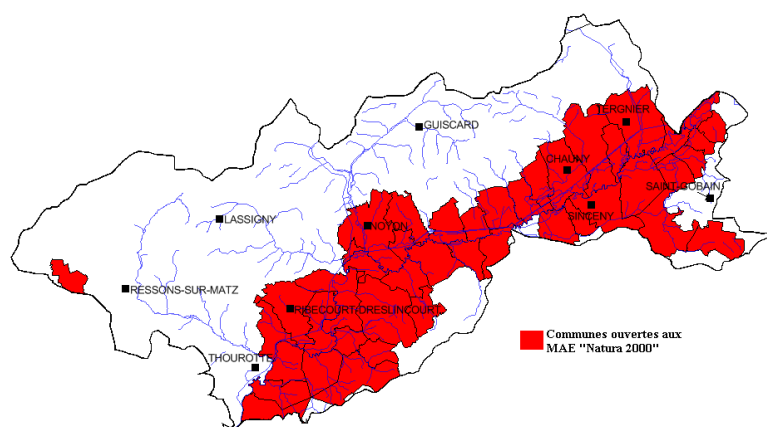 TERGNIER
GUISCARD
CHAUNY
SAINT-GOBAIN
SINCENY
LASSIGNY
NOYON
RESSONS-SUR-MATZ
RIBECOURT-DRESLINCOURT
THOUROTTE
Communes ouvertes aux
MAE "Natura 2000"